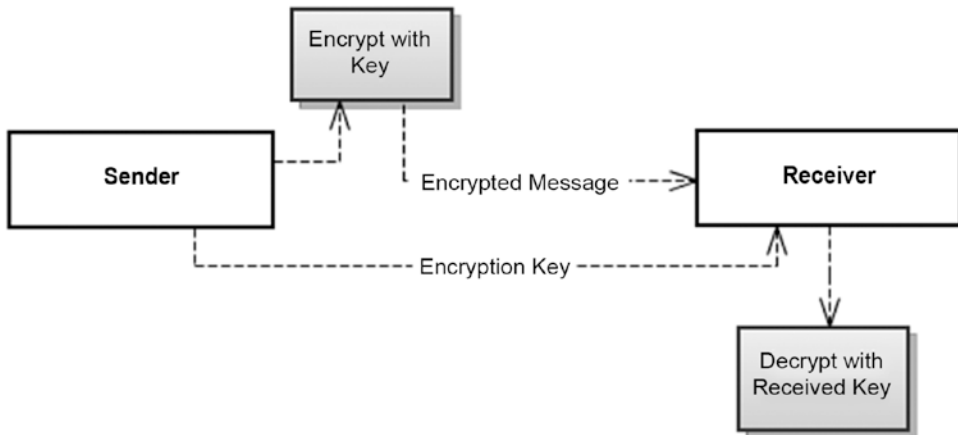 Encrypt with
Key
Sender
Encrypted Message
Receiver
Encryption Key
Decrypt with
Received Key